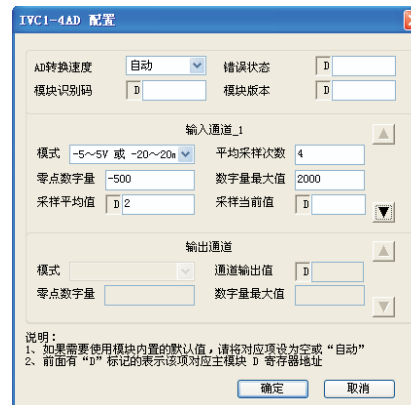 IVC1-4AD 配置
AD转换速度 自动 错误状态 D
模块识别码 D 模块版本 D
输入通道_1
模式 -5～5V 或 -20～20m 平均采样次数 4
零点数字量 -500 数字量最大值 2000
采样平均值 D 2 采样当前值 D
输出通道
模式 通道输出值 D
零点数字量 数字量最大值
说明：
1、如果需要使用模块内置的默认值，请将对应项设为空或“自动”
2、前面有“D”标记的表示该项对应主模块 D 寄存器地址
确定 取消